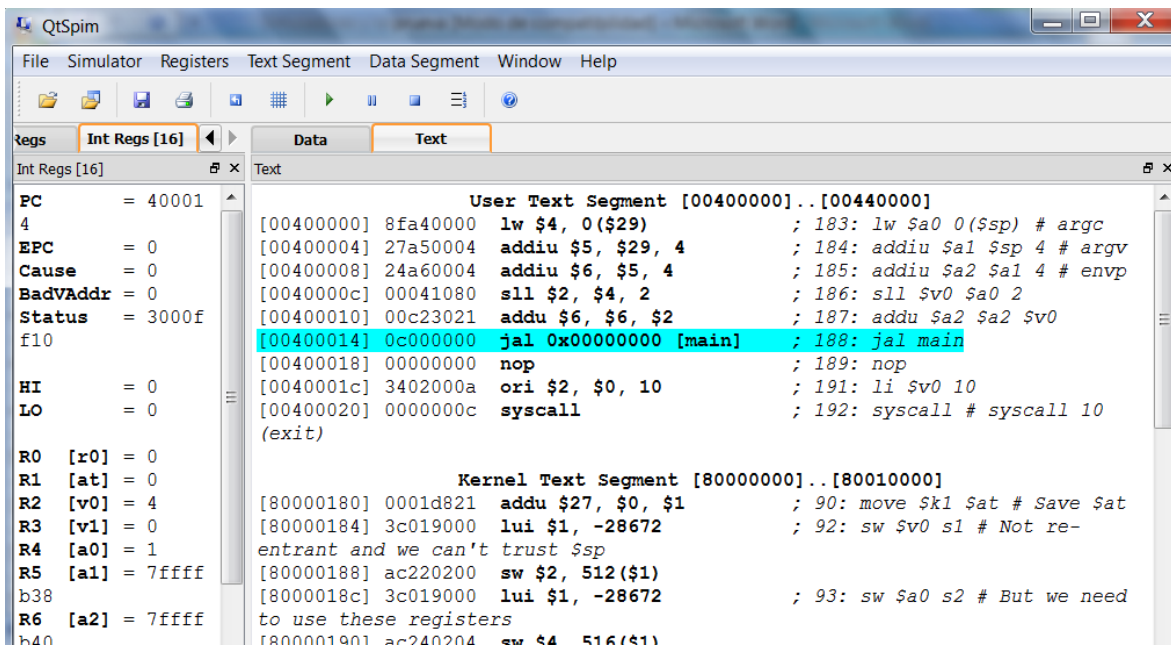 QtSpim
File Simulator Registers Text Segment Data Segment Window Help
Regs Int Regs [16] Data Text
Int Regs [16] Text
PC = 40001
4
EPC = 0
Cause = 0
BadVAddr = 0
Status = 3000f
f10
HI = 0
LO = 0
R0 [r0] = 0
R1 [at] = 0
R2 [v0] = 4
R3 [v1] = 0
R4 [a0] = 1
R5 [a1] = 7ffff
b38
R6 [a2] = 7ffff
b40
User Text Segment [00400000]..[00440000]
[00400000] 8fa40000 lw $4, 0($29) ; 183: lw $a0 0($sp) # argc
[00400004] 27a50004 addiu $5, $29, 4 ; 184: addiu $a1 $sp 4 # argv
[00400008] 24a60004 addiu $6, $5, 4 ; 185: addiu $a2 $a1 4 # envp
[0040000c] 00041080 sll $2, $4, 2 ; 186: sll $v0 $a0 2
[00400010] 00c23021 addu $6, $6, $2 ; 187: addu $a2 $a2 $v0
[00400014] 0c000000 jal 0x00000000 [main] ; 188: jal main
[00400018] 00000000 nop ; 189: nop
[0040001c] 3402000a ori $2, $0, 10 ; 191: li $v0 10
[00400020] 0000000c syscall ; 192: syscall # syscall 10
(exit)
Kernel Text Segment [80000000]..[80010000]
[80000180] 0001d821 addu $27, $0, $1 ; 90: move $k1 $at # Save $at
[80000184] 3c019000 lui $1, -28672 ; 92: sw $v0 s1 # Not re-
entrant and we can't trust $sp
[80000188] ac220200 sw $2, 512($1)
[8000018c] 3c019000 lui $1, -28672 ; 93: sw $a0 s2 # But we need
to use these registers
[80000190] ac240204 sw $4, 516($1)